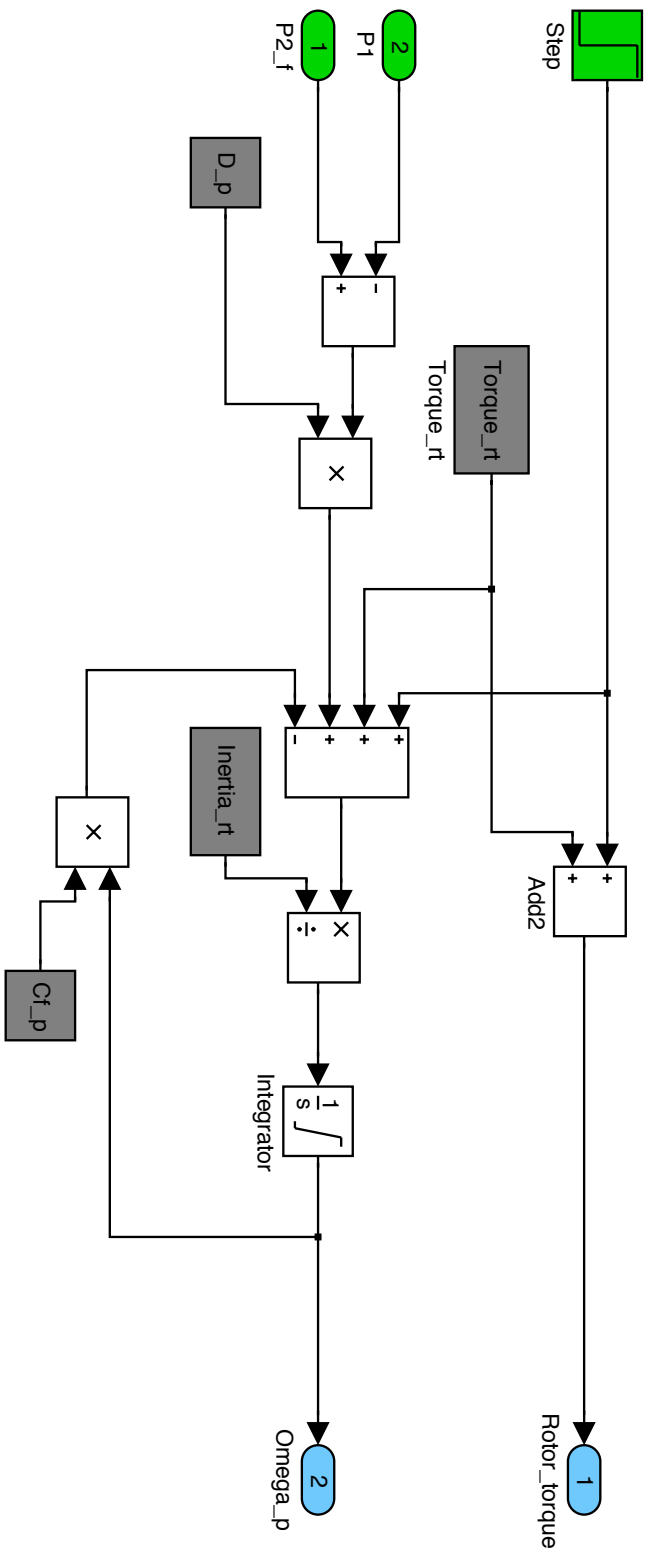 Step
2
P1
1
P2_f
D_p
-
+
Torque_rt
Torque_rt
×
+
+
+
-
Inertia_rt
×
Cf_p
+
+
Add2
×
÷
1
s
Integrator
1
Rotor_torque
2
Omega_p